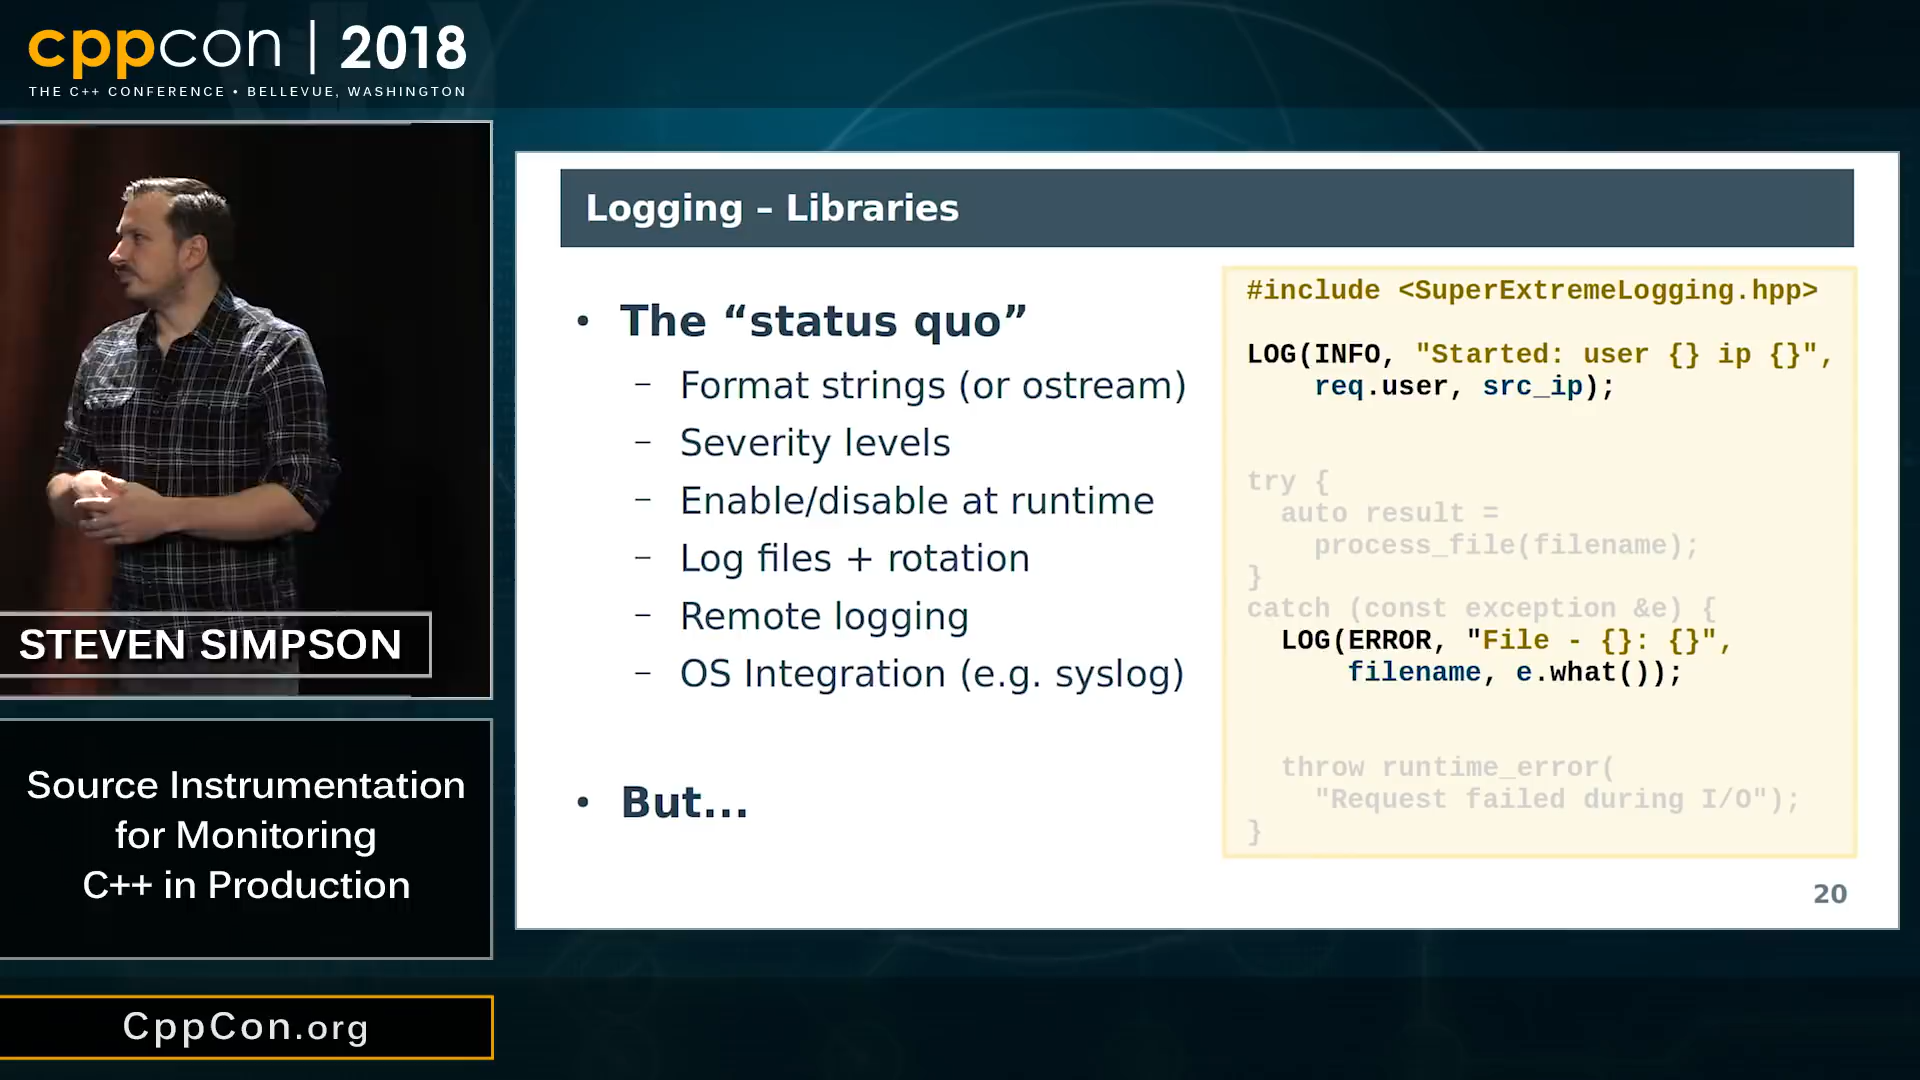 cppcon | 2018
THE C++ CONFERENCE • BELLEVUE, WASHINGTON
STEVEN SIMPSON
Source Instrumentation
for Monitoring
C++ in Production
CppCon.org
Logging – Libraries
• The “status quo”
– Format strings (or ostream)
– Severity levels
– Enable/disable at runtime
– Log files + rotation
– Remote logging
– OS Integration (e.g. syslog)
• But...
#include <SuperExtremeLogging.hpp>
LOG(INFO, "Started: user {} ip {}",
req.user, src_ip);
try {
auto result =
process_file(filename);
}
catch (const exception &e) {
LOG(ERROR, "File - {}: {}",
filename, e.what());
throw runtime_error(
"Request failed during I/O");
}
20